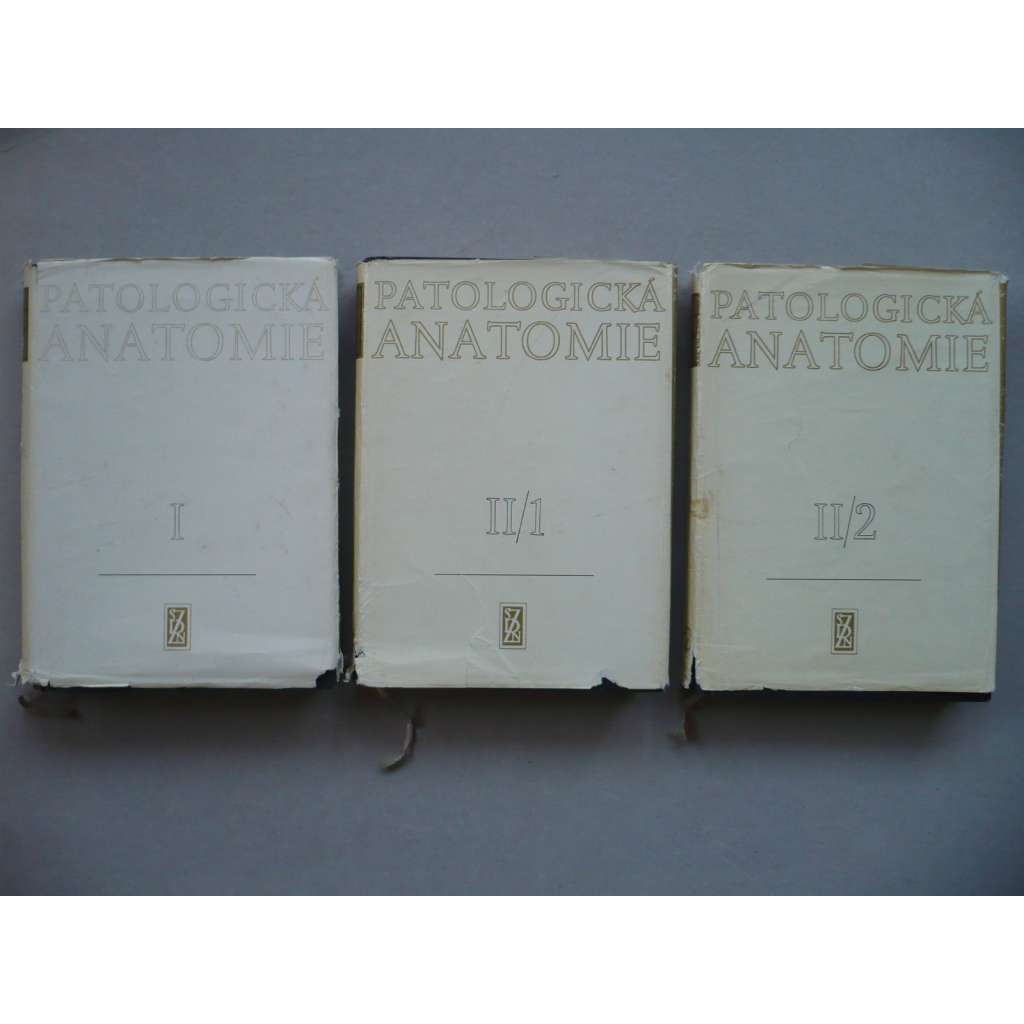 PATOLOGICKÁ
ANATOMIE
I
PATOLOGICKÁ
ANATOMIE
II/1
PATOLOGICKÁ
ANATOMIE
II/2